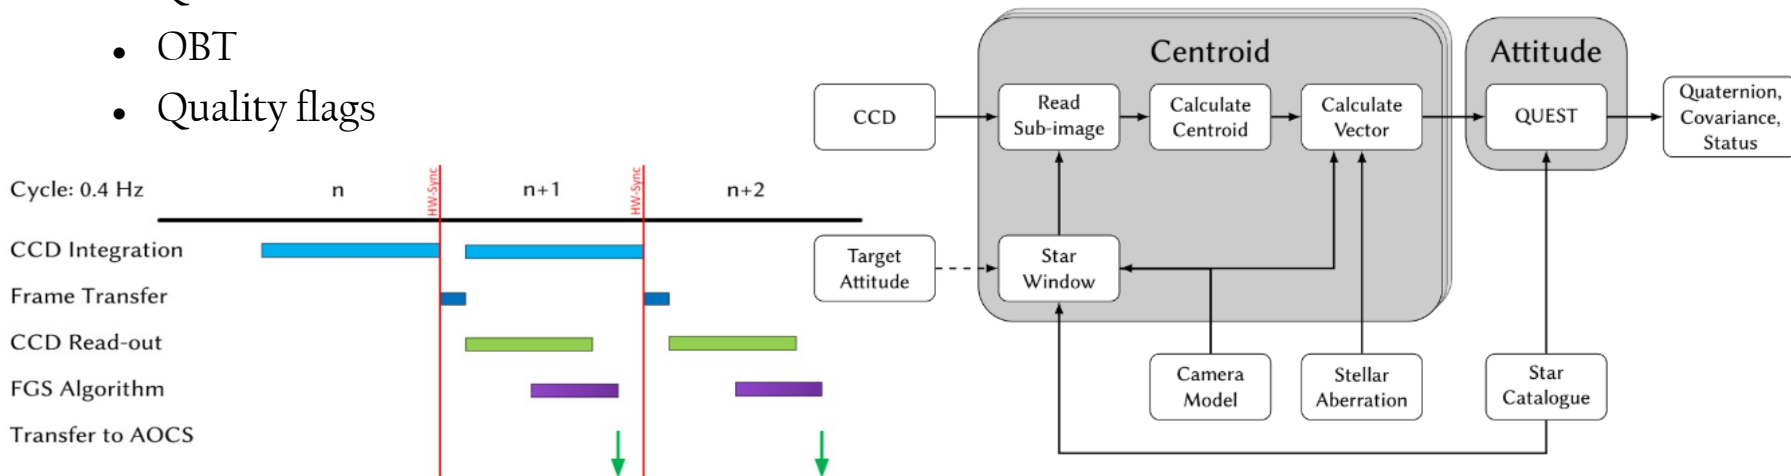 • OBT
• Quality flags
Cycle: 0.4 Hz
n
HW-Sync
n+1
HW-Sync
n+2
CCD Integration
Frame Transfer
CCD Read-out
FGS Algorithm
Transfer to AOCS
Centroid
Attitude
CCD
Read
Sub-image
Calculate
Centroid
Calculate
Vector
QUEST
Quaternion,
Covariance,
Status
Target
Attitude
Star
Window
Camera
Model
Stellar
Aberration
Star
Catalogue